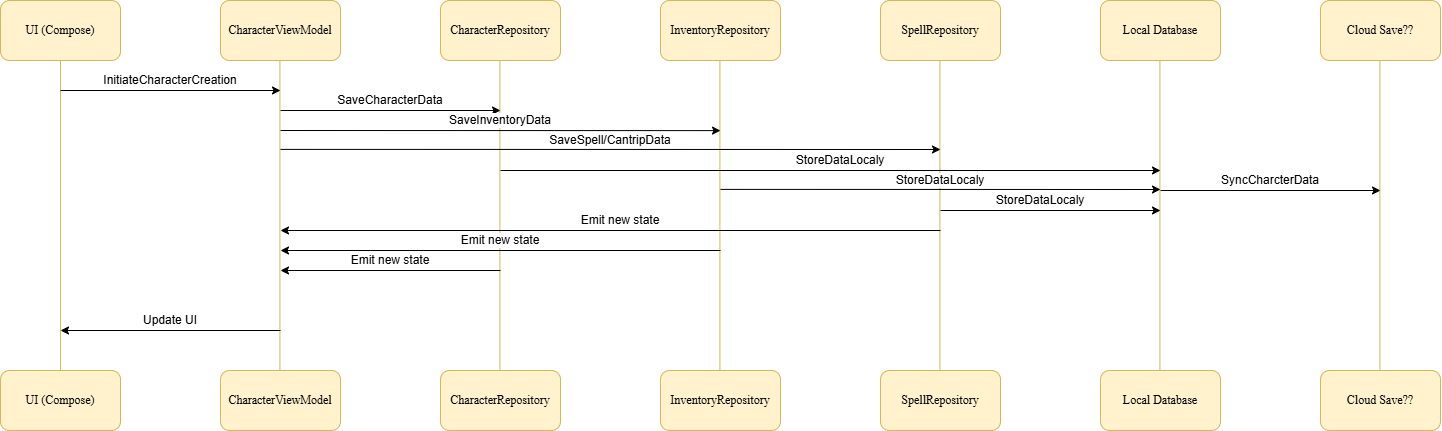 UI (Compose)
CharacterViewModel
CharacterRepository
InventoryRepository
SpellRepository
Local Database
Cloud Save??
InitiateCharacterCreation
SaveCharacterData
SaveInventoryData
SaveSpell/CantripData
StoreDataLocaly
StoreDataLocaly
SyncCharcterData
StoreDataLocaly
Emit new state
Emit new state
Emit new state
Update UI
UI (Compose)
CharacterViewModel
CharacterRepository
InventoryRepository
SpellRepository
Local Database
Cloud Save??